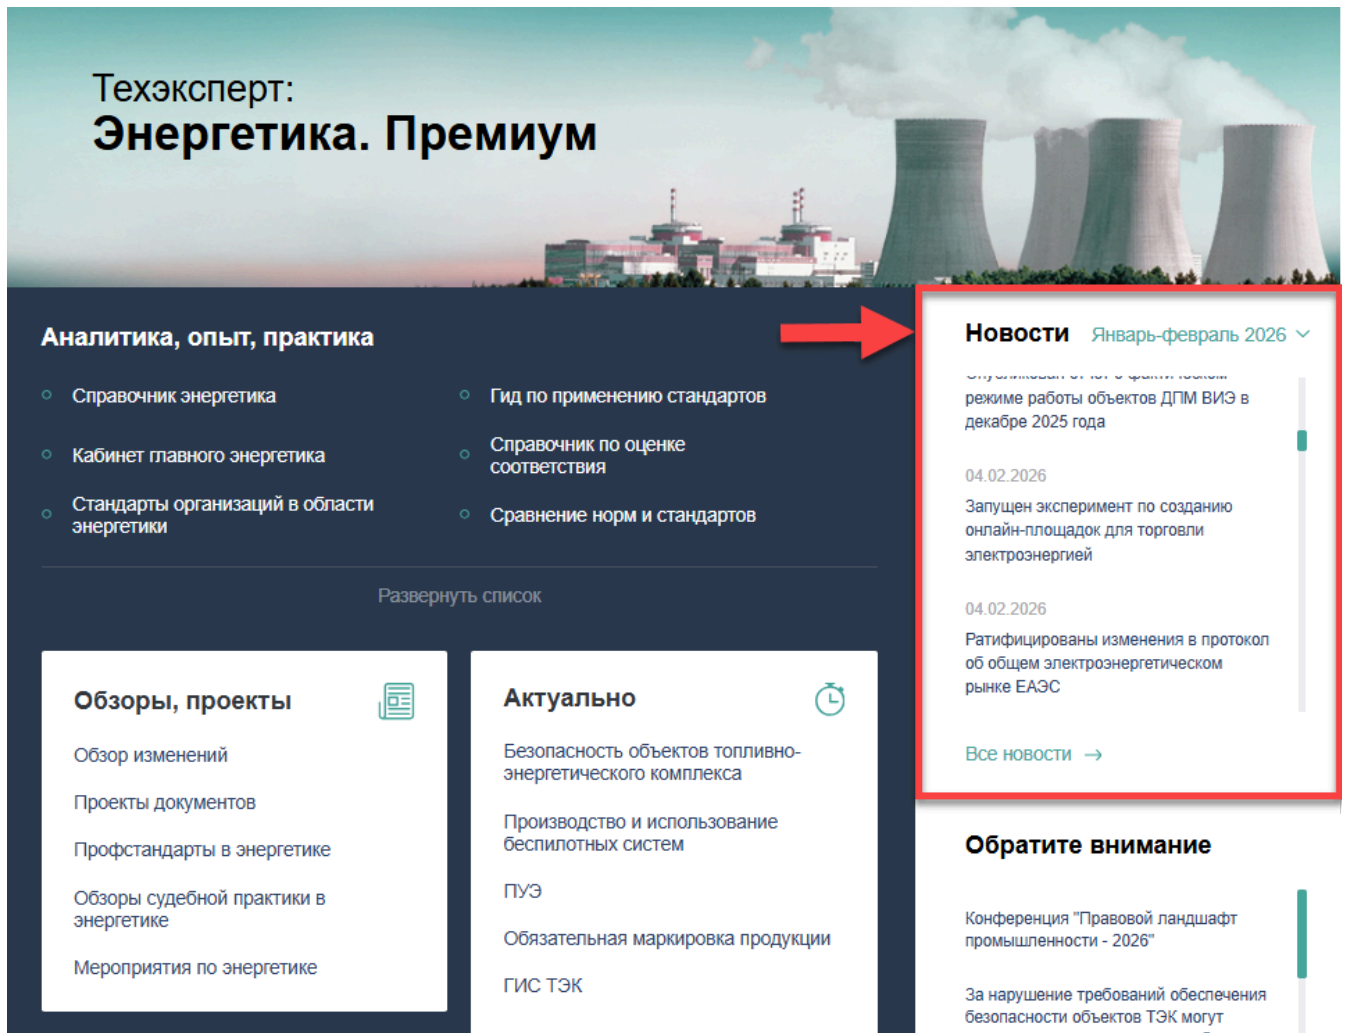 Техэксперт:
Энергетика. Премиум
Аналитика, опыт, практика
Справочник энергетика
Кабинет главного энергетика
Стандарты организаций в области
энергетики
Гид по применению стандартов
Справочник по оценке
соответствия
Сравнение норм и стандартов
Развернуть список
Обзоры, проекты
Обзор изменений
Проекты документов
Профстандарты в энергетике
Обзоры судебной практики в
энергетике
Мероприятия по энергетике
Актуально
Безопасность объектов топливно-
энергетического комплекса
Производство и использование
беспилотных систем
ПУЭ
Обязательная маркировка продукции
ГИС ТЭК
Новости Январь-февраль 2026
режиме работы объектов ДПМ ВИЭ в
декабре 2025 года
04.02.2026
Запущен эксперимент по созданию
онлайн-площадок для торговли
электроэнергией
04.02.2026
Ратифицированы изменения в протокол
об общем электроэнергетическом
рынке ЕАЭС
Все новости →
Обратите внимание
Конференция "Правовой ландшафт
промышленности - 2026"
За нарушение требований обеспечения
безопасности объектов ТЭК могут